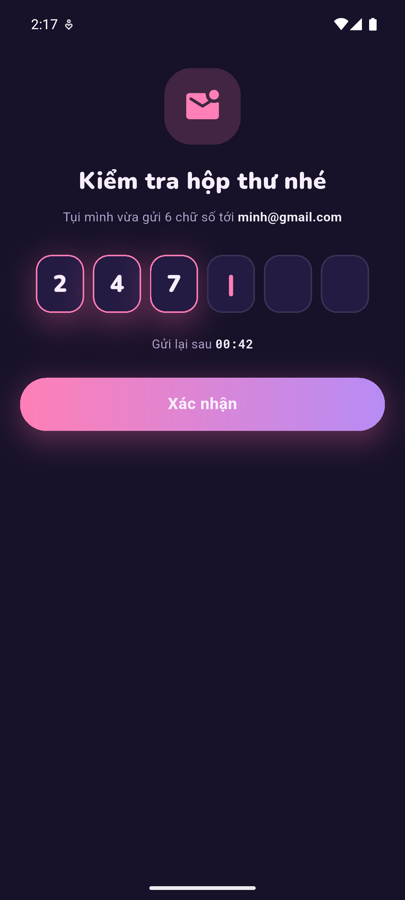 2:17
Kiểm tra hộp thư nhé
Tụi mình vừa gửi 6 chữ số tới minh@gmail.com
2 4 7
Gửi lại sau 00:42
Xác nhận